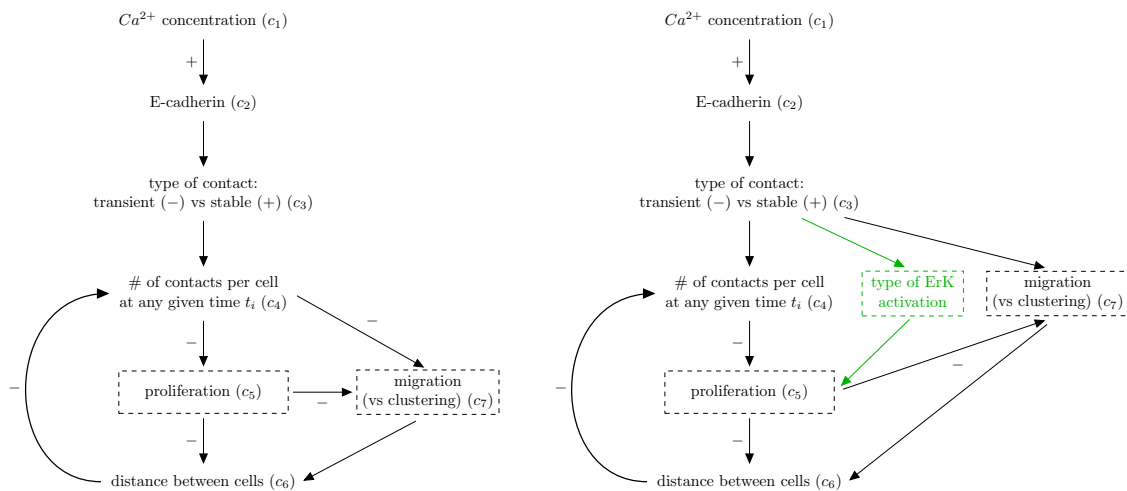 Ca²⁺ concentration (c₁)
+
E-cadherin (c₂)
type of contact:
transient (−) vs stable (+) (c₃)
# of contacts per cell
at any given time tᵢ (c₄)
−
−
−
proliferation (c₅)
−
migration
(vs clustering) (c₇)
−
distance between cells (c₆)
Ca²⁺ concentration (c₁)
+
E-cadherin (c₂)
type of contact:
transient (−) vs stable (+) (c₃)
# of contacts per cell
at any given time tᵢ (c₄)
type of ErK
activation
migration
(vs clustering) (c₇)
−
−
−
proliferation (c₅)
−
distance between cells (c₆)